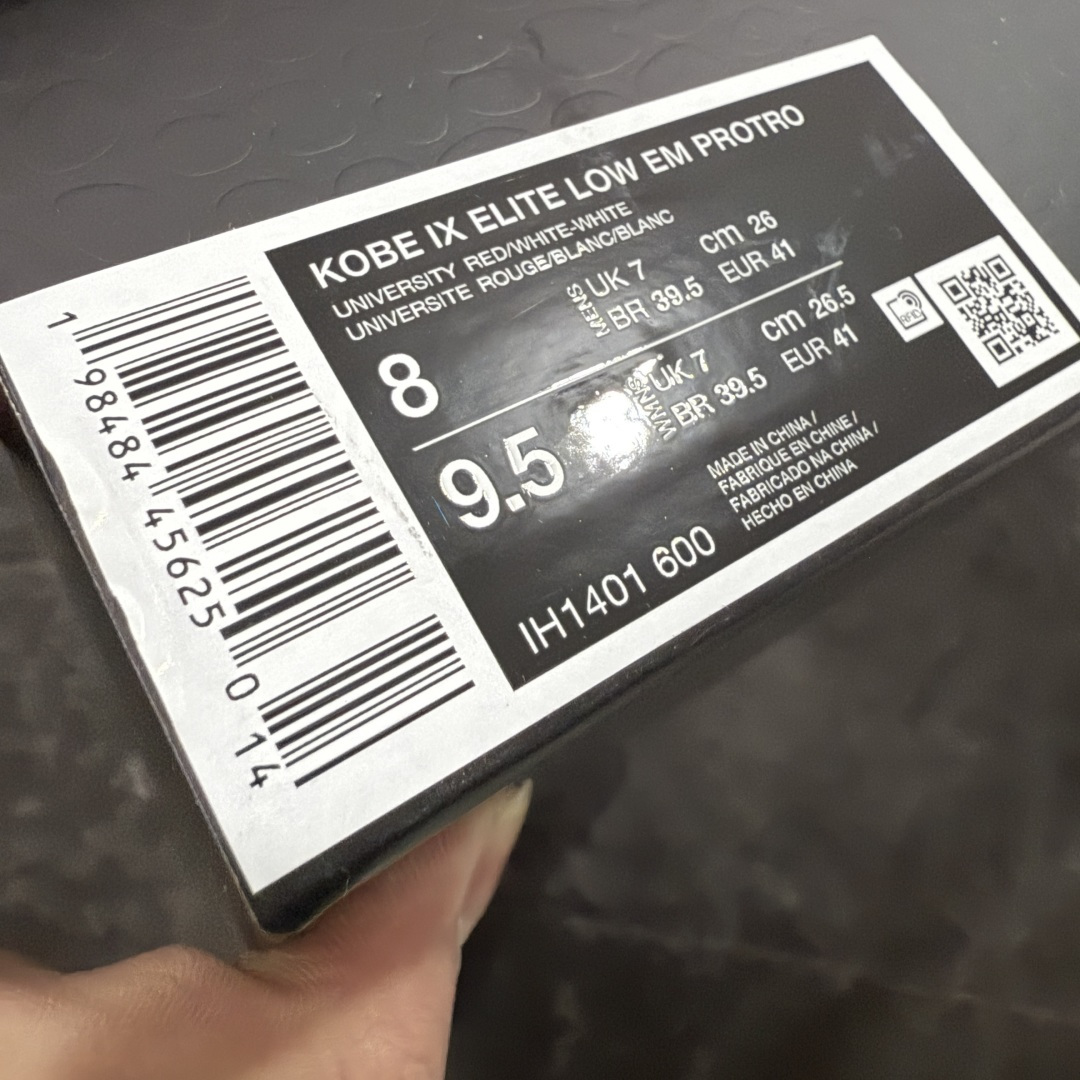 KOBE IX ELITE LOW EM PROTRO
UNIVERSITY RED/WHITE-WHITE
UNIVERSITE ROUGE/BLANC/BLANC
8
MENS
UK 7
cm 26
BR 39.5
EUR 41
9.5
WMNS
UK 7
cm 26.5
BR 39.5
EUR 41
MADE IN CHINA /
FABRIQUE EN CHINE /
FABRICADO NA CHINA /
HECHO EN CHINA
IH1401 600
RFID
1 98484 45625 0 14